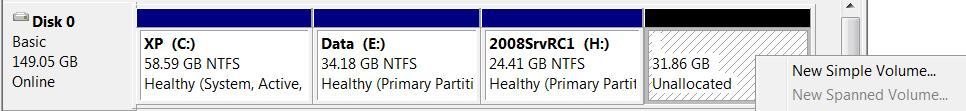 Disk 0
Basic
149.05 GB
Online
XP (C:)
58.59 GB NTFS
Healthy (System, Active,
Data (E:)
34.18 GB NTFS
Healthy (Primary Partiti
2008SrvRC1 (H:)
24.41 GB NTFS
Healthy (Primary Partit
31.86 GB
Unallocated
New Simple Volume...
New Spanned Volume...